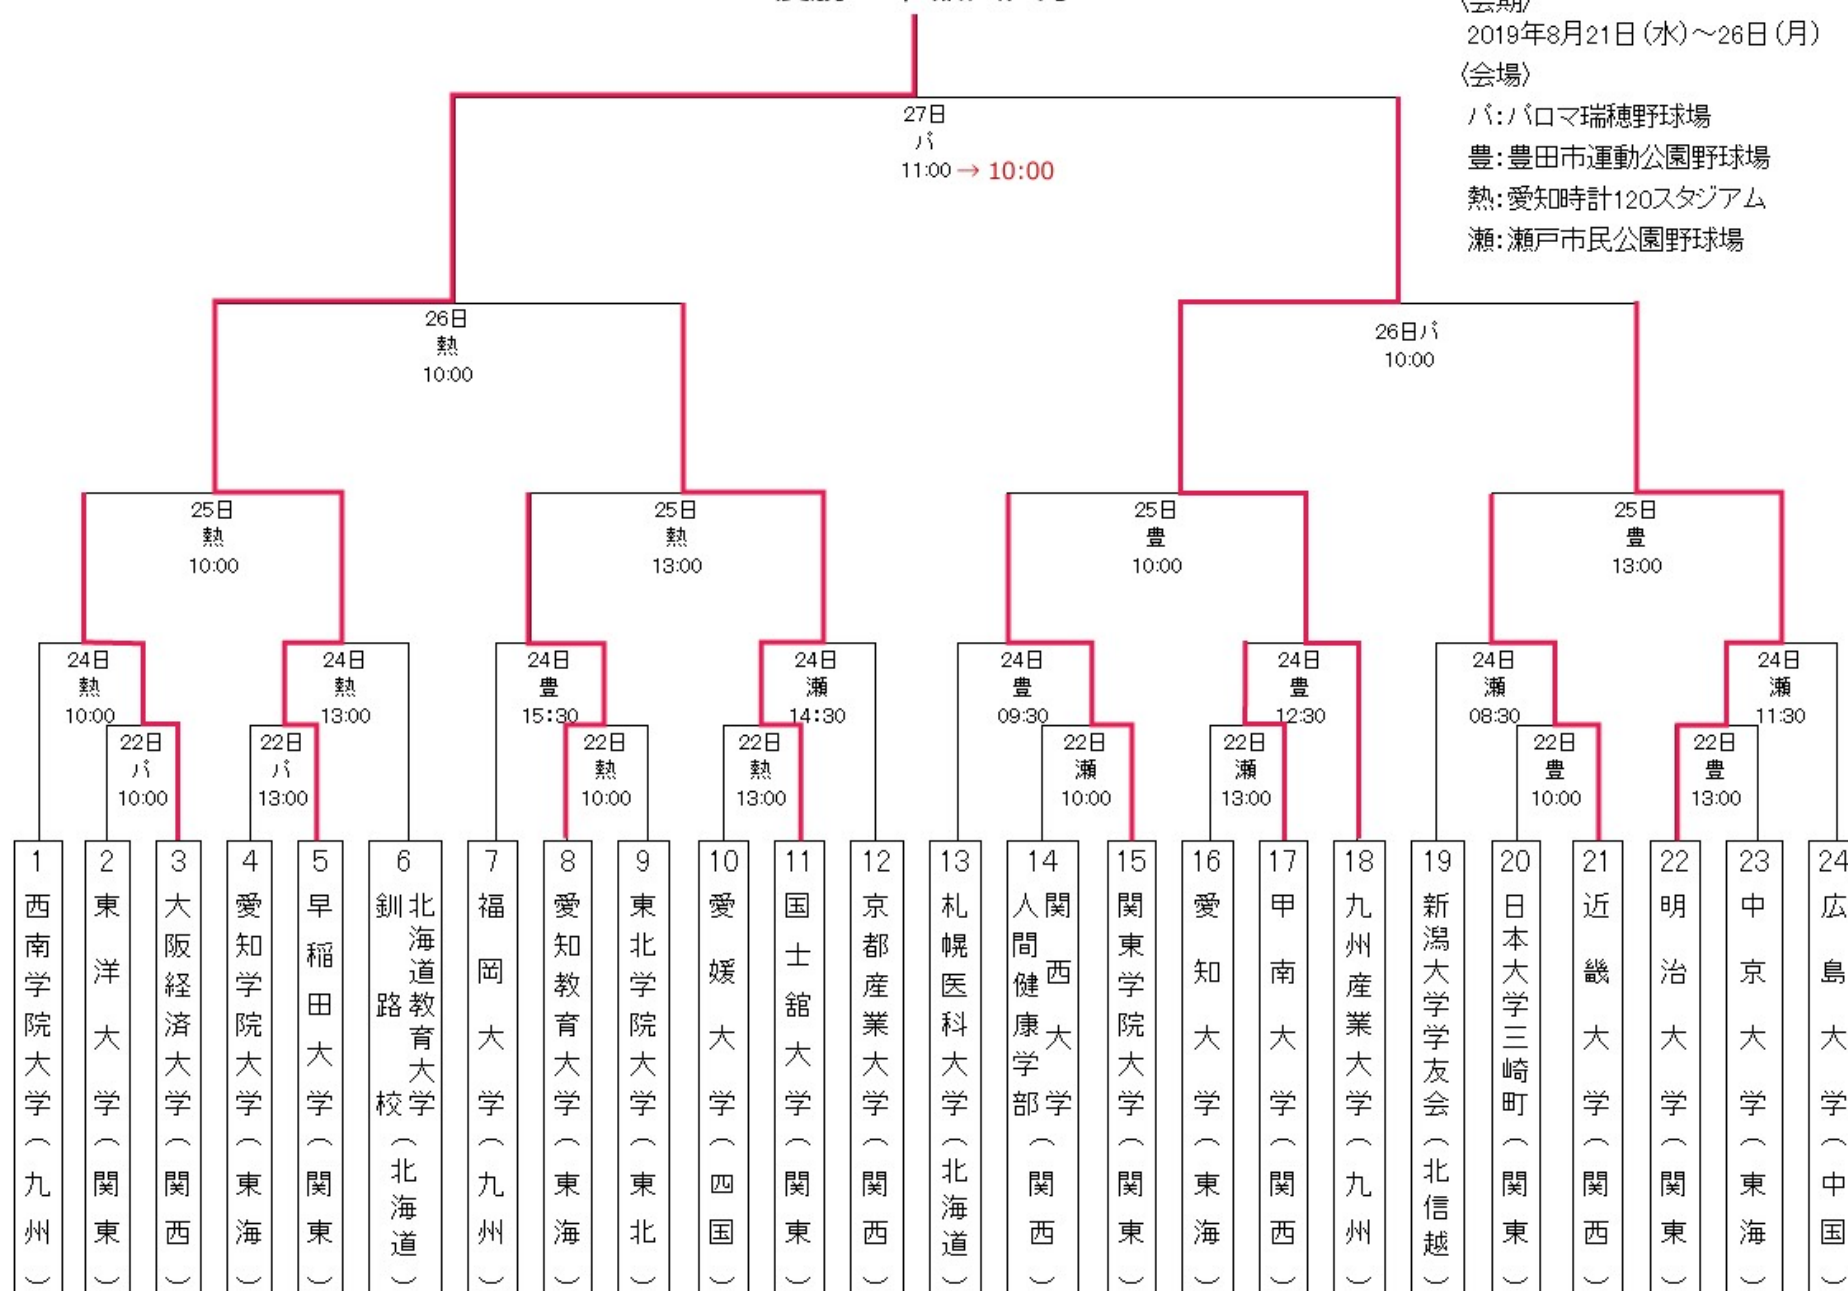 〈会期〉
2019年8月21日(水)～26日(月)
〈会場〉
パ:パロマ瑞穂野球場
豊:豊田市運動公園野球場
熱:愛知時計120スタジアム
瀬:瀬戸市民公園野球場
27日
パ
11:00→10:00
26日
熱
10:00
26日パ
10:00
25日
熱
10:00
25日
熱
13:00
25日
豊
10:00
25日
豊
13:00
24日
熱
10:00
24日
熱
13:00
24日
豊
15:30
24日
瀬
14:30
24日
豊
09:30
24日
豊
12:30
24日
瀬
08:30
24日
瀬
11:30
22日
パ
10:00
22日
パ
13:00
22日
熱
10:00
22日
熱
13:00
22日
瀬
10:00
22日
瀬
13:00
22日
豊
10:00
22日
豊
13:00
1
西南学院大学(九州)
2
東洋大学(関東)
3
大阪経済大学(関西)
4
愛知学院大学(東海)
5
早稲田大学(関東)
6
北海道教育大学
釧路校
(北海道)
7
福岡大学(九州)
8
愛知教育大学(東海)
9
東北学院大学(東北)
10
愛媛大学(四国)
11
国士舘大学(関東)
12
京都産業大学(関西)
13
札幌医科大学(北海道)
14
関西大学
人間健康学部
(関西)
15
関東学院大学(関東)
16
愛知大学(東海)
17
甲南大学(関西)
18
九州産業大学(九州)
19
新潟大学学友会(北信越)
20
日本大学三崎町(関東)
21
近畿大学(関西)
22
明治大学(関東)
23
中京大学(東海)
24
広島大学(中国)